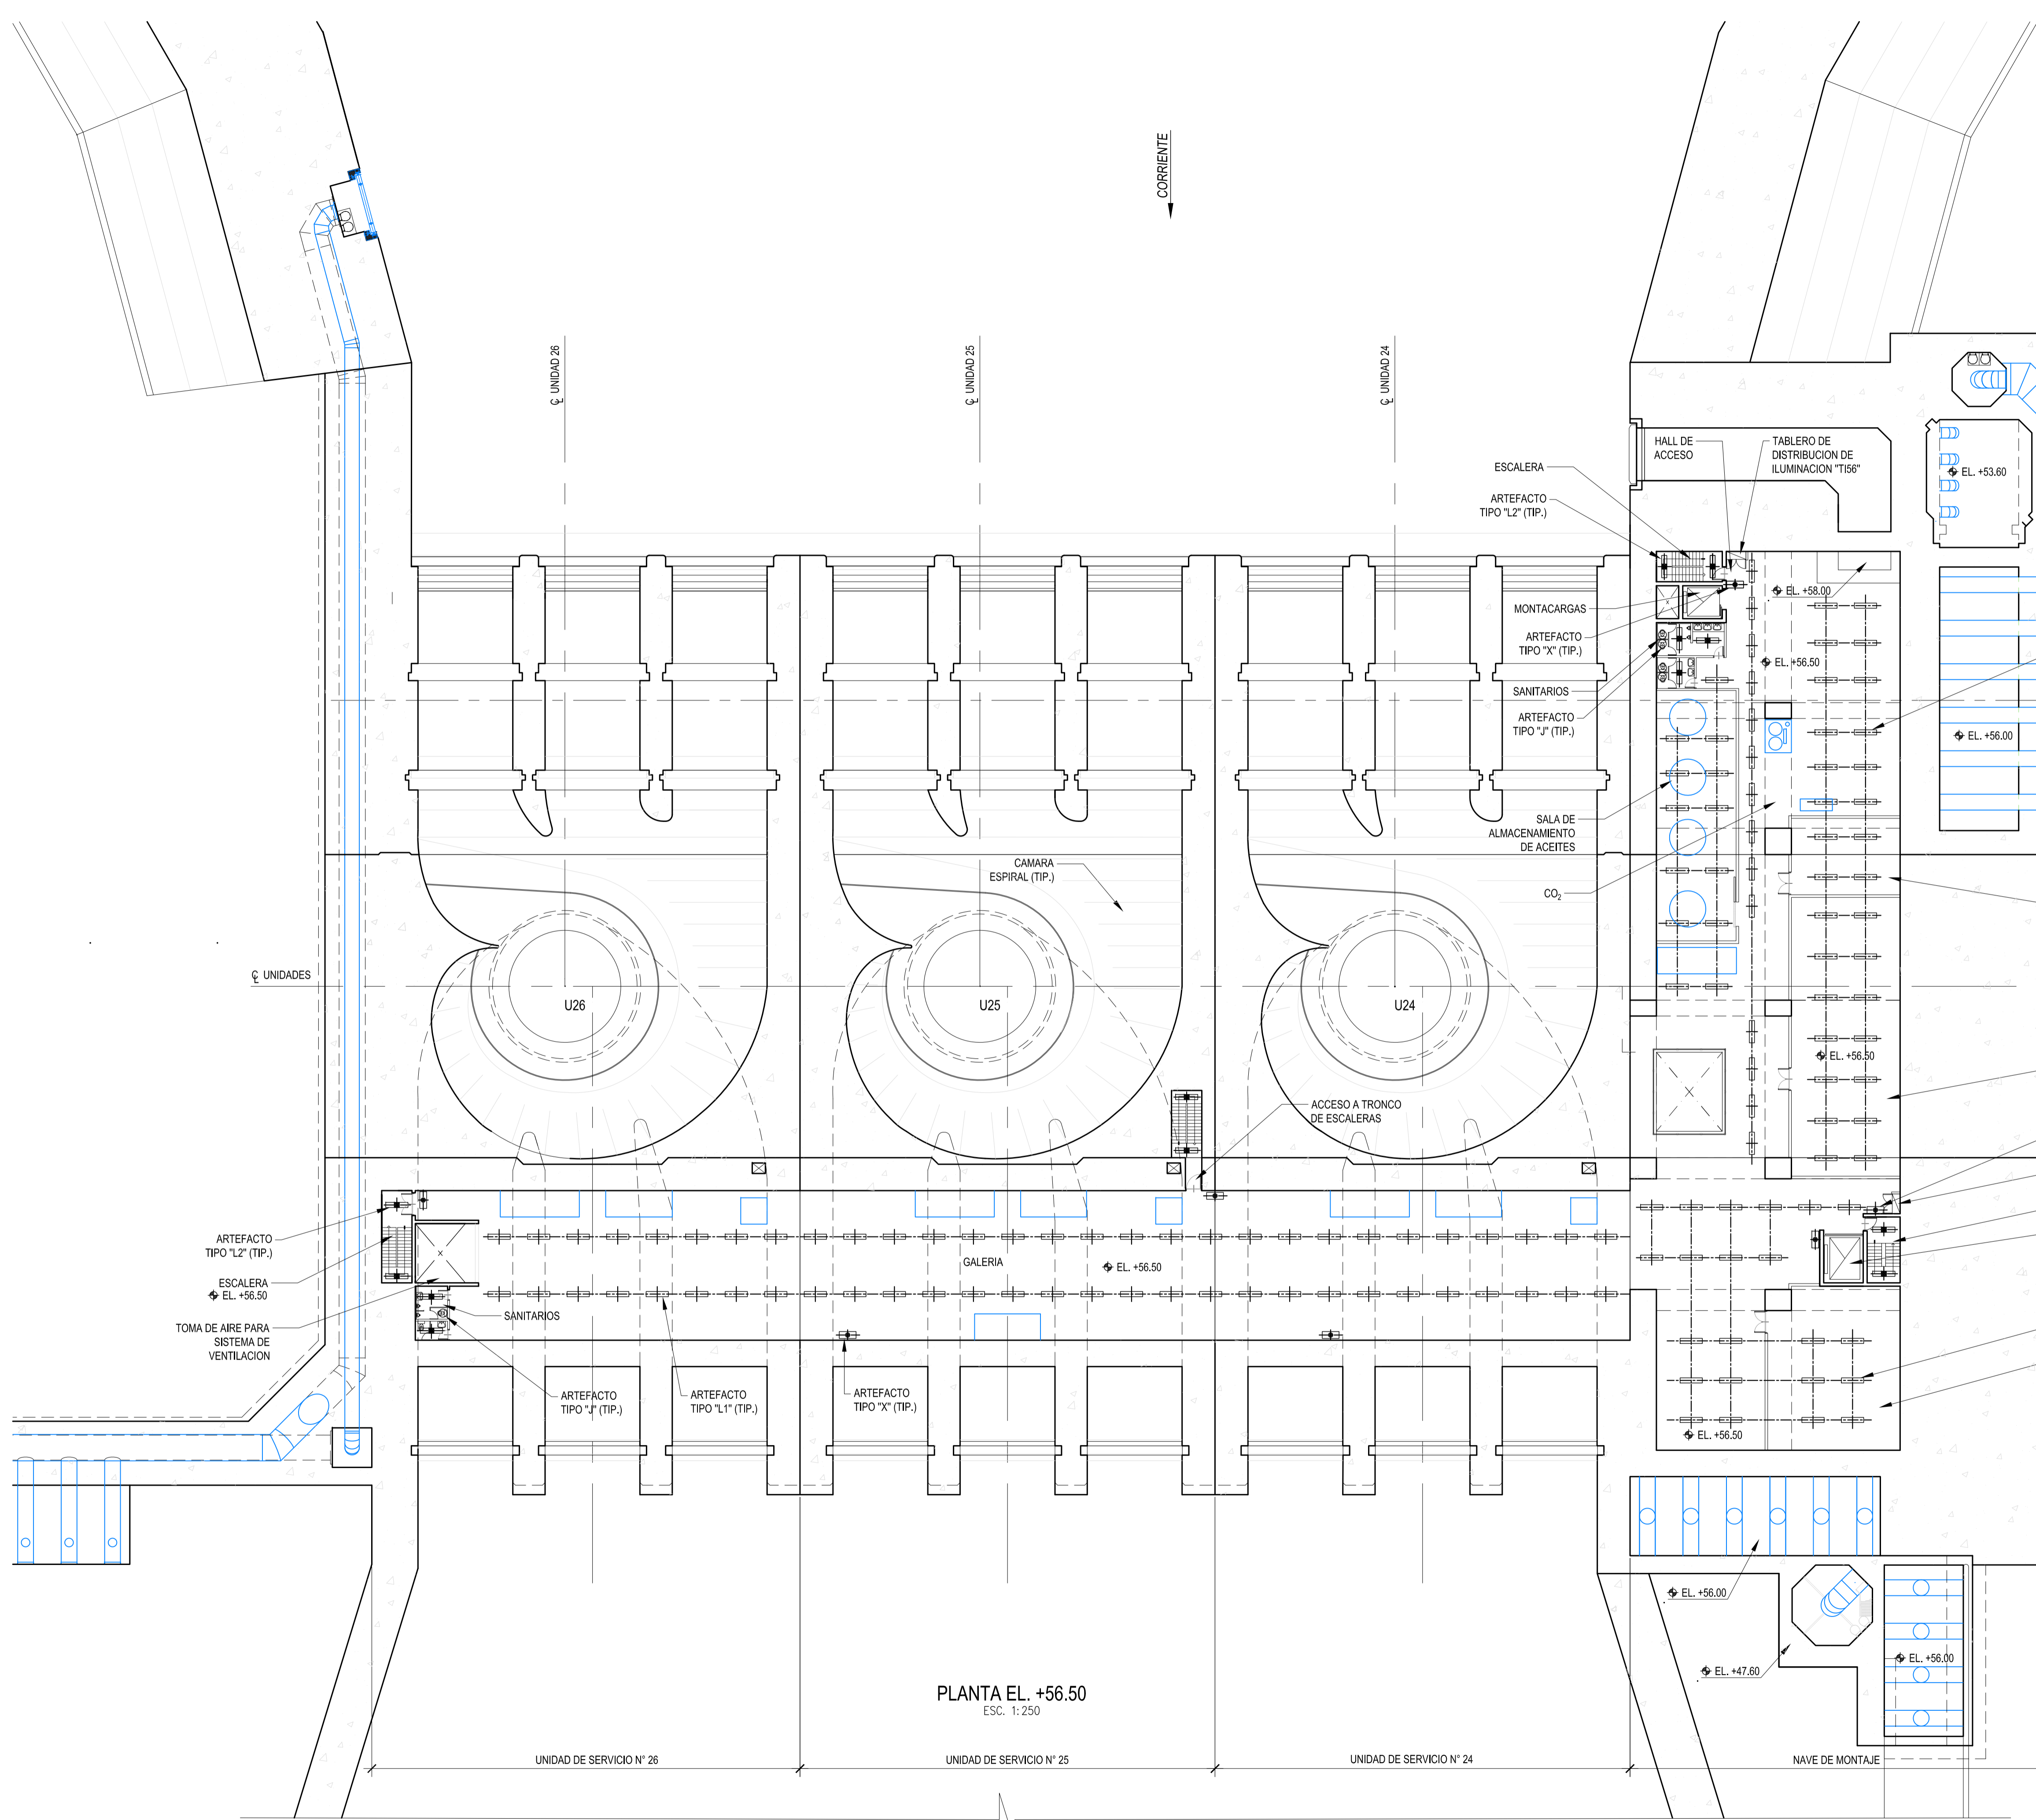 CORRIENTE
℄ UNIDAD 26
℄ UNIDAD 25
℄ UNIDAD 24
HALL DE
ACCESO
TABLERO DE
DISTRIBUCION DE
ILUMINACION "TI56"
ESCALERA
EL. +53.60
ARTEFACTO
TIPO "L2" (TIP.)
EL. +58.00
MONTACARGAS
ARTEFACTO
TIPO "X" (TIP.)
EL. +56.50
SANITARIOS
ARTEFACTO
TIPO "J" (TIP.)
EL. +56.00
SALA DE
ALMACENAMIENTO
DE ACEITES
CAMARA
ESPIRAL (TIP.)
CO2
℄ UNIDADES
U26
U25
U24
EL. +56.50
ACCESO A TRONCO
DE ESCALERAS
ARTEFACTO
TIPO "L2" (TIP.)
GALERIA
EL. +56.50
ESCALERA
EL. +56.50
SANITARIOS
TOMA DE AIRE PARA
SISTEMA DE
VENTILACION
ARTEFACTO
TIPO "J" (TIP.)
ARTEFACTO
TIPO "L1" (TIP.)
ARTEFACTO
TIPO "X" (TIP.)
EL. +56.50
EL. +56.00
EL. +47.60
EL. +56.00
PLANTA EL. +56.50
ESC. 1:250
UNIDAD DE SERVICIO N° 26
UNIDAD DE SERVICIO N° 25
UNIDAD DE SERVICIO N° 24
NAVE DE MONTAJE